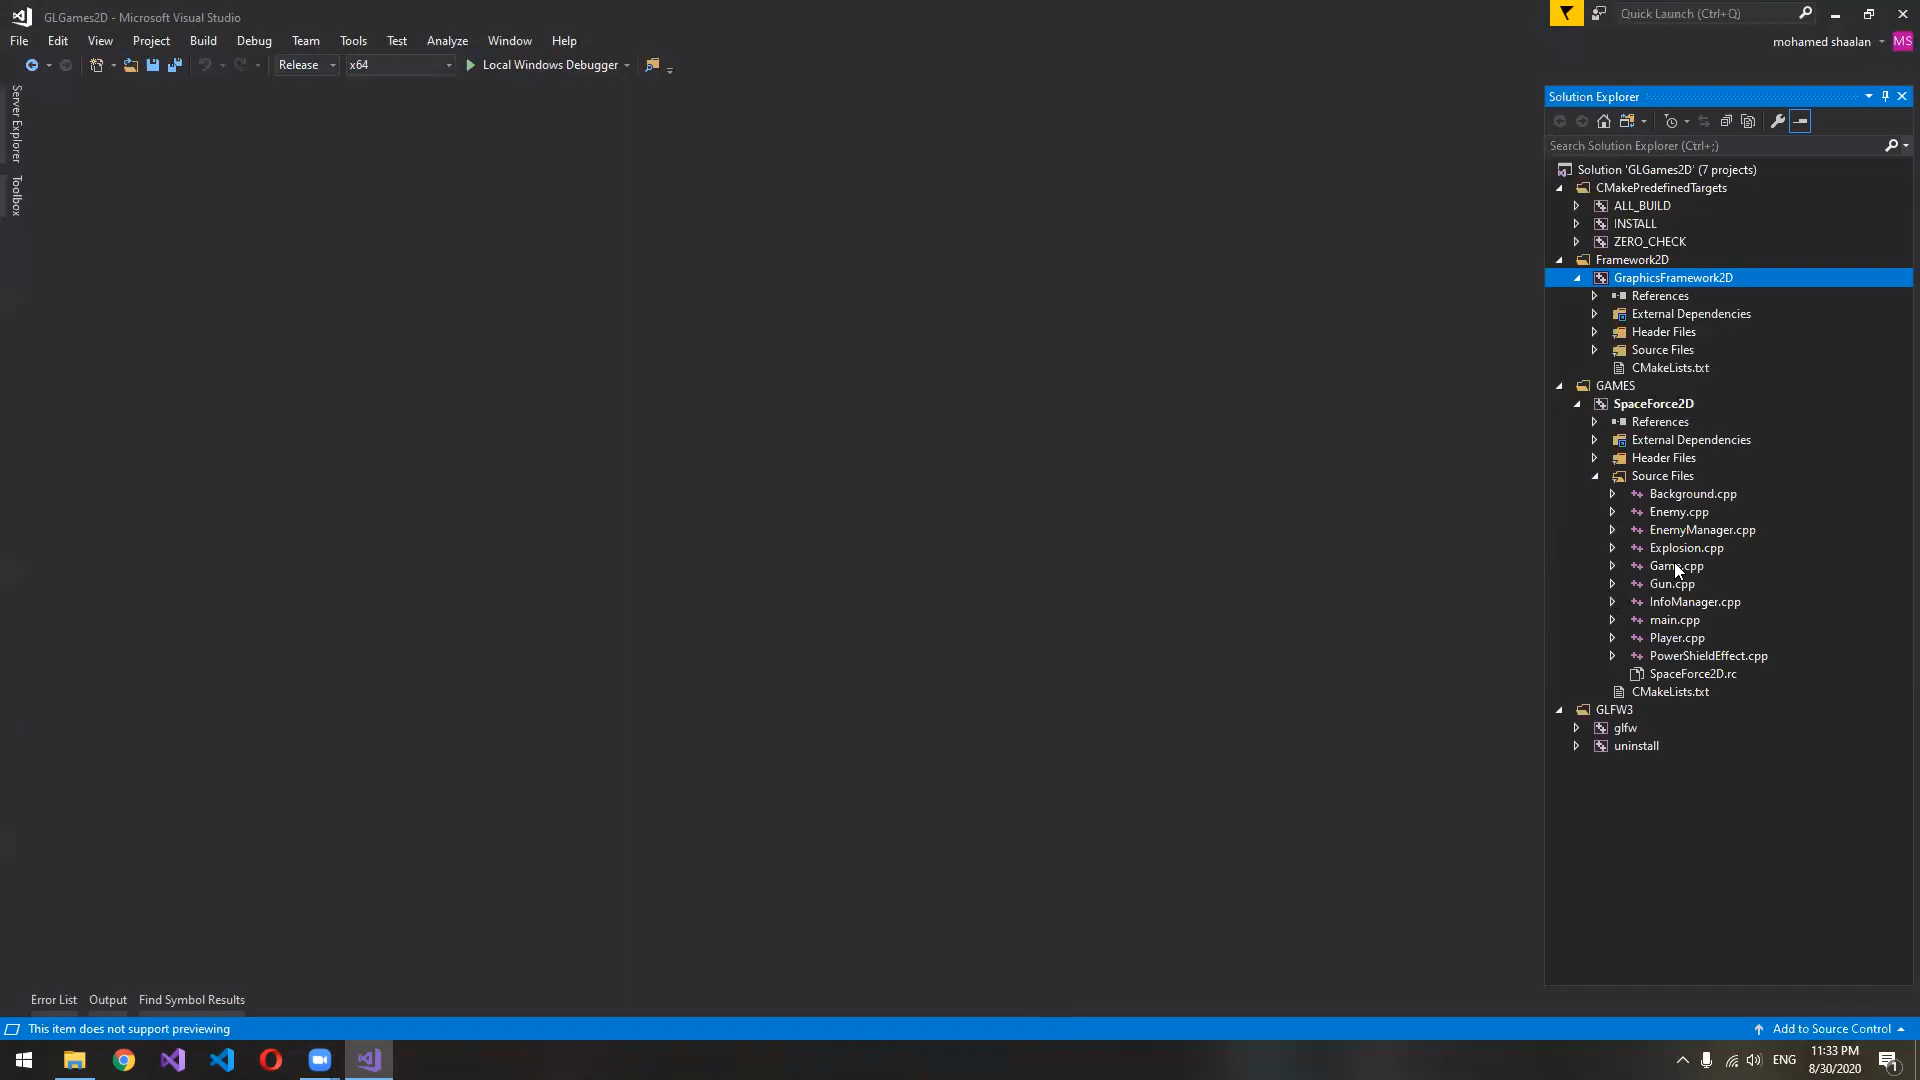 GLGames2D - Microsoft Visual Studio
Quick Launch (Ctrl+Q)
File Edit View Project Build Debug Team Tools Test Analyze Window Help
mohamed shaalan MS
Release x64 Local Windows Debugger
Server Explorer
Toolbox
Solution Explorer
Search Solution Explorer (Ctrl+;)
Solution 'GLGames2D' (7 projects)
CMakePredefinedTargets
ALL_BUILD
INSTALL
ZERO_CHECK
Framework2D
GraphicsFramework2D
References
External Dependencies
Header Files
Source Files
CMakeLists.txt
GAMES
SpaceForce2D
References
External Dependencies
Header Files
Source Files
Background.cpp
Enemy.cpp
EnemyManager.cpp
Explosion.cpp
Game.cpp
Gun.cpp
InfoManager.cpp
main.cpp
Player.cpp
PowerShieldEffect.cpp
SpaceForce2D.rc
CMakeLists.txt
GLFW3
glfw
uninstall
Error List Output Find Symbol Results
This item does not support previewing
Add to Source Control
ENG
11:33 PM
8/30/2020
1